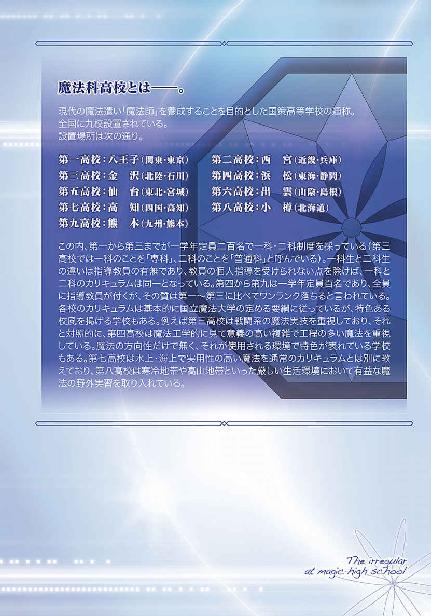 魔法科高校とは——。
現代の魔法遣い「魔法師」を養成することを目的とした国策高等学校の通称。
全国に九校設置されている。
設置場所は次の通り。
第一高校：八王子（関東・東京）
第二高校：西　宮（近畿・兵庫）
第三高校：金　沢（北陸・石川）
第四高校：浜　松（東海・静岡）
第五高校：仙　台（東北・宮城）
第六高校：出　雲（山陰・島根）
第七高校：高　知（四国・高知）
第八高校：小　樽（北海道）
第九高校：熊　本（九州・熊本）
この内、第一から第三までが一学年定員二百名で一科・二科制度を採っている（第三
高校では一科のことを「専科」、二科のことを「普通科」と呼んでいる）。一科生と二科生
の違いは指導教員の有無であり、教員の個人指導を受けられない点を除けば、一科と
二科のカリキュラムは同一となっている。第四から第九は一学年定員百名であり、全員
に指導教員が付くが、その質は第一〜第三に比べてワンランク落ちると言われている。
各校のカリキュラムは基本的に国立魔法大学の定める要綱に従っているが、特色ある
校風を掲げる学校もある。例えば第三高校は戦闘系の魔法実技を重視しており、それ
と対照的に、第四高校は魔法工学的に見て意義の高い複雑で工程の多い魔法を重視
している。魔法の方向性だけで無く、それが使用される環境で特色が表れている学校
もある。第七高校は水上・海上で実用性の高い魔法を通常のカリキュラムとは別に教
えており、第八高校は寒冷地帯や高山地帯といった厳しい生活環境において有益な魔
法の野外実習を取り入れている。
The irregular
at magic high school